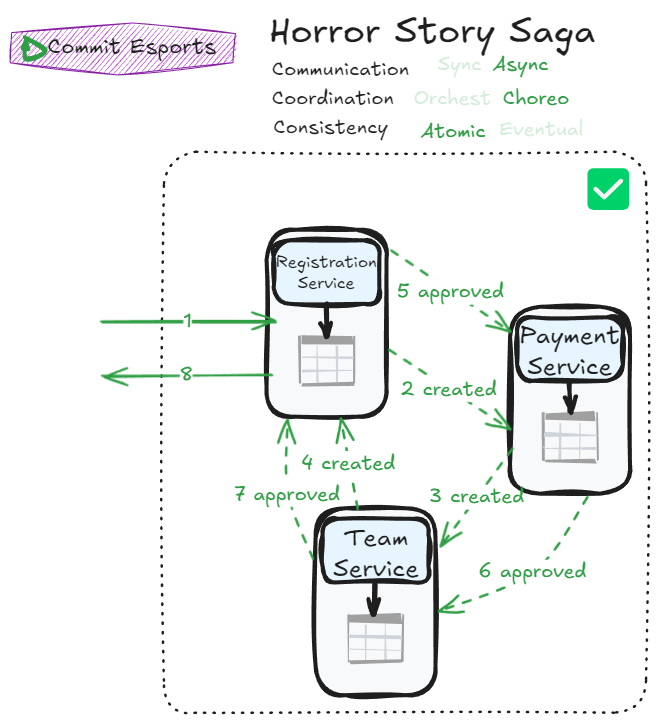 Commit Esports
Horror Story Saga
Communication Sync Async
Coordination Orchest Choreo
Consistency Atomic Eventual
Registration
Service
5 approved
1
Payment
Service
8
2 created
4 created
7 approved
3 created
Team
Service
6 approved